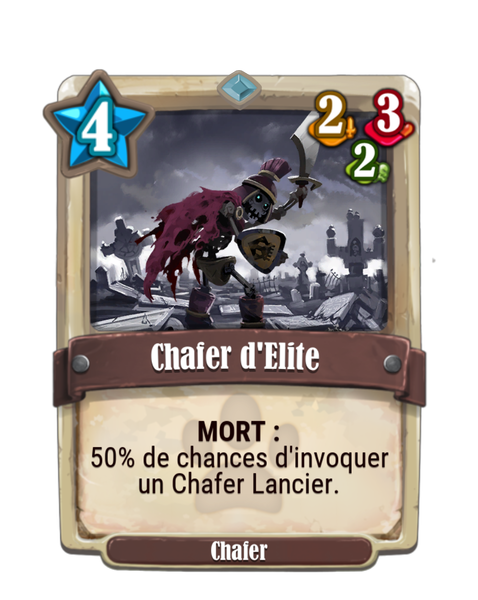 4
2
3
2
Chafer d'Elite
MORT :
50% de chances d'invoquer
un Chafer Lancier.
Chafer